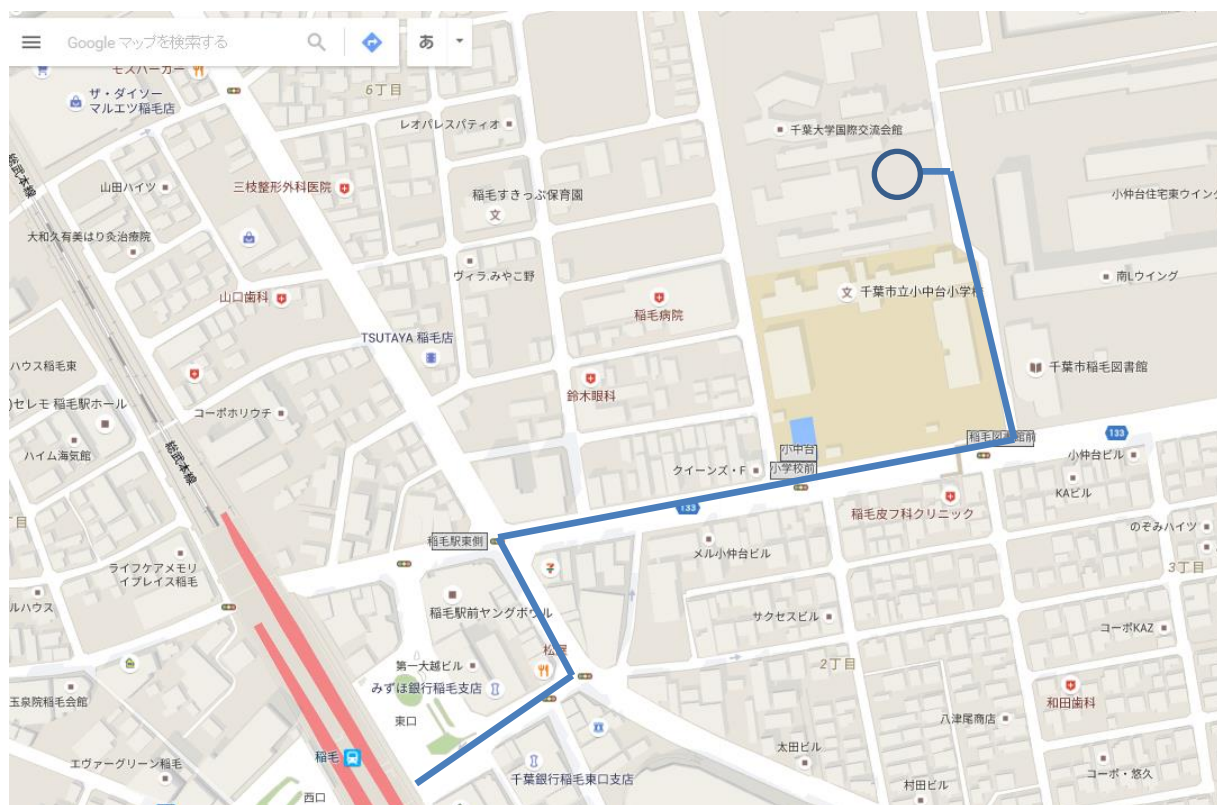 Google マップを検索する
あ
モスバーガー
ザ・ダイソー
マルエツ稲毛店
6丁目
レオパレスパティオ
千葉大学国際交流会館
総武本線
山田ハイツ
三枝整形外科医院
稲毛すきっぷ保育園
小仲台住宅東ウイング
大和久有美はり灸治療院
ヴィラ.みやこ野
南Lウイング
山口歯科
千葉市立小中台小学校
稲毛病院
TSUTAYA 稲毛店
ハウス稲毛東
千葉市稲毛図書館
鈴木眼科
)セレモ 稲毛駅ホール
コーポホリウチ
133
稲毛図書館前
ハイム海気館
総武本線
小中台
小学校前
小仲台ビル
クイーンズ・F
KAビル
133
稲毛皮フ科クリニック
丁目
のぞみハイツ
稲毛駅東側
メル小仲台ビル
ライフケアメモリ
イプレイス稲毛
3丁目
ルハウス
稲毛駅前ヤングボウル
サクセスビル
コーポKAZ
松屋
第一大越ビル
2丁目
みずほ銀行稲毛支店
玉泉院稲毛会館
東口
和田歯科
八津尾商店
稲毛
太田ビル
エヴァーグリーン稲毛
千葉銀行稲毛東口支店
コーポ・悠久
村田ビル
西口